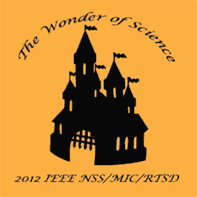 The Wonder of Science
2012 IEEE NSS/MIC/RTSD